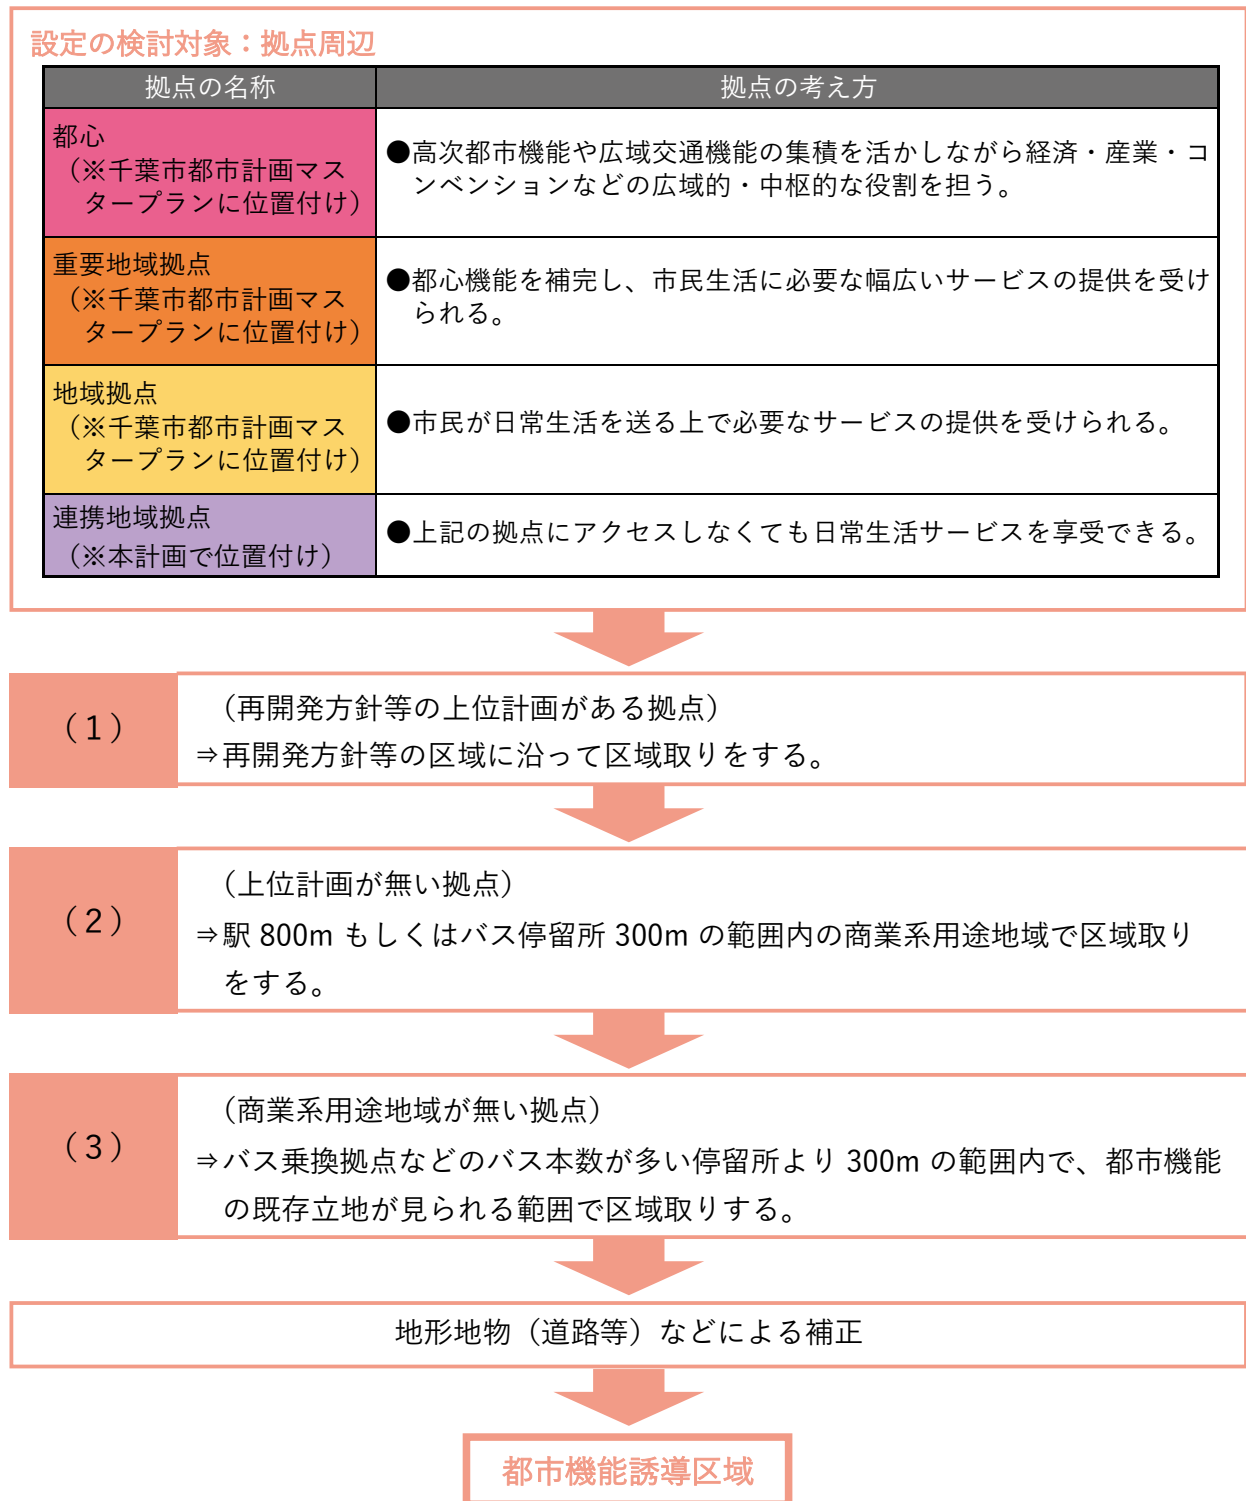 設定の検討対象：拠点周辺
拠点の名称
拠点の考え方
都心
（※千葉市都市計画マス
タープランに位置付け）
●高次都市機能や広域交通機能の集積を活かしながら経済・産業・コ
ンベンションなどの広域的・中枢的な役割を担う。
重要地域拠点
（※千葉市都市計画マス
タープランに位置付け）
●都心機能を補完し、市民生活に必要な幅広いサービスの提供を受け
られる。
地域拠点
（※千葉市都市計画マス
タープランに位置付け）
●市民が日常生活を送る上で必要なサービスの提供を受けられる。
連携地域拠点
（※本計画で位置付け）
●上記の拠点にアクセスしなくても日常生活サービスを享受できる。
（1）
（再開発方針等の上位計画がある拠点）
⇒再開発方針等の区域に沿って区域取りをする。
（2）
（上位計画が無い拠点）
⇒駅 800m もしくはバス停留所 300m の範囲内の商業系用途地域で区域取り
をする。
（3）
（商業系用途地域が無い拠点）
⇒バス乗換拠点などのバス本数が多い停留所より 300m の範囲内で、都市機能
の既存立地が見られる範囲で区域取りする。
地形地物（道路等）などによる補正
都市機能誘導区域